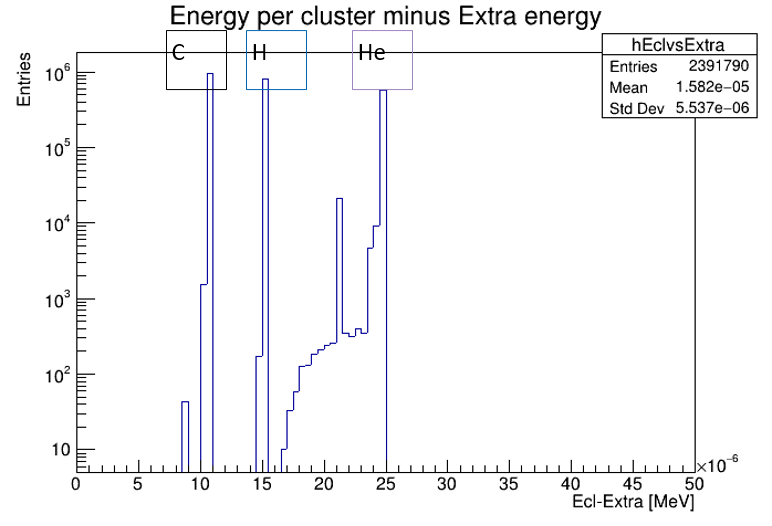 Energy per cluster minus Extra energy
C
H
He
hEclvsExtra
Entries 2391790
Mean 1.582e-05
Std Dev 5.537e-06
Entries
10⁶
10⁵
10⁴
10³
10²
10
0 5 10 15 20 25 30 35 40 45 50
×10⁻⁶
Ecl-Extra [MeV]